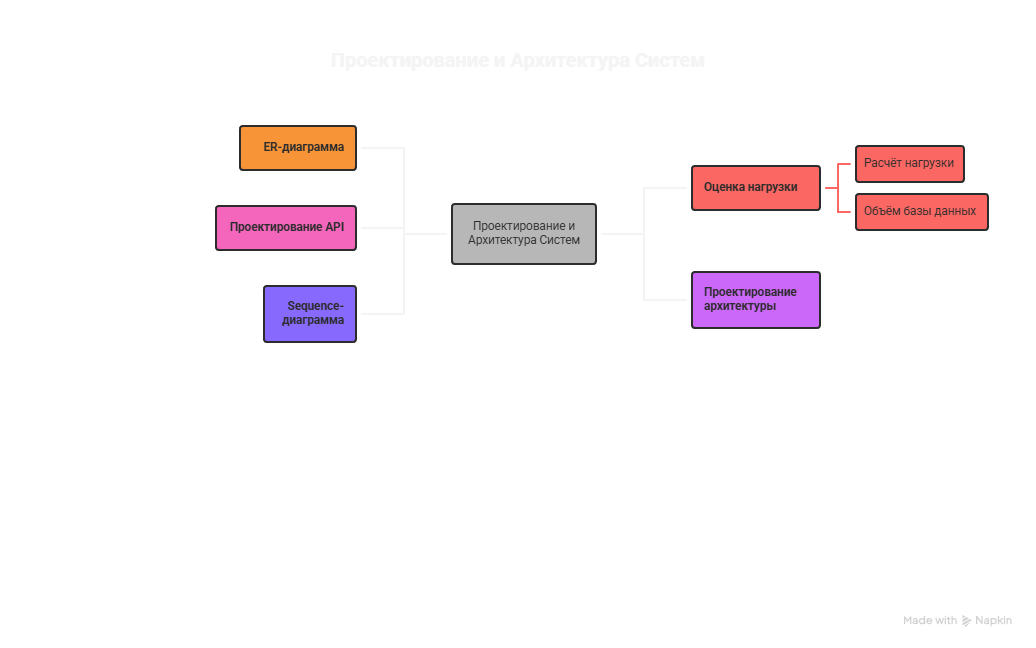 Проектирование и Архитектура Систем
ER-диаграмма
Проектирование API
Sequence-
диаграмма
Проектирование и
Архитектура Систем
Оценка нагрузки
Расчёт нагрузки
Объём базы данных
Проектирование
архитектуры
Made with Napkin